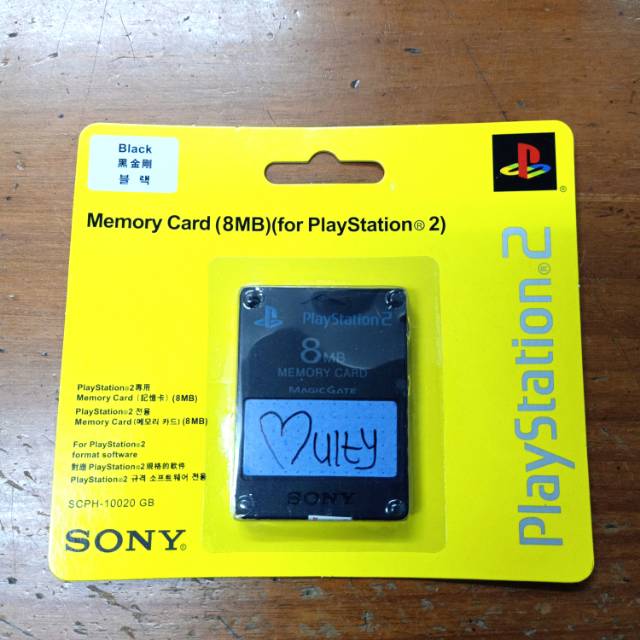 Black
黑金剛
블랙
Memory Card (8MB)(for PlayStation® 2)
PlayStation®2
PlayStation 2
8MB
MEMORY CARD
MAGICGATE
♡ulty
SONY
PlayStation®2專用
Memory Card (記憶卡) (8MB)
PlayStation®2 전용
Memory Card (메모리 카드) (8MB)
For PlayStation®2
format software
對應 PlayStation®2 規格的軟件
PlayStation®2 규격 소프트웨어 전용
SCPH-10020 GB
SONY®